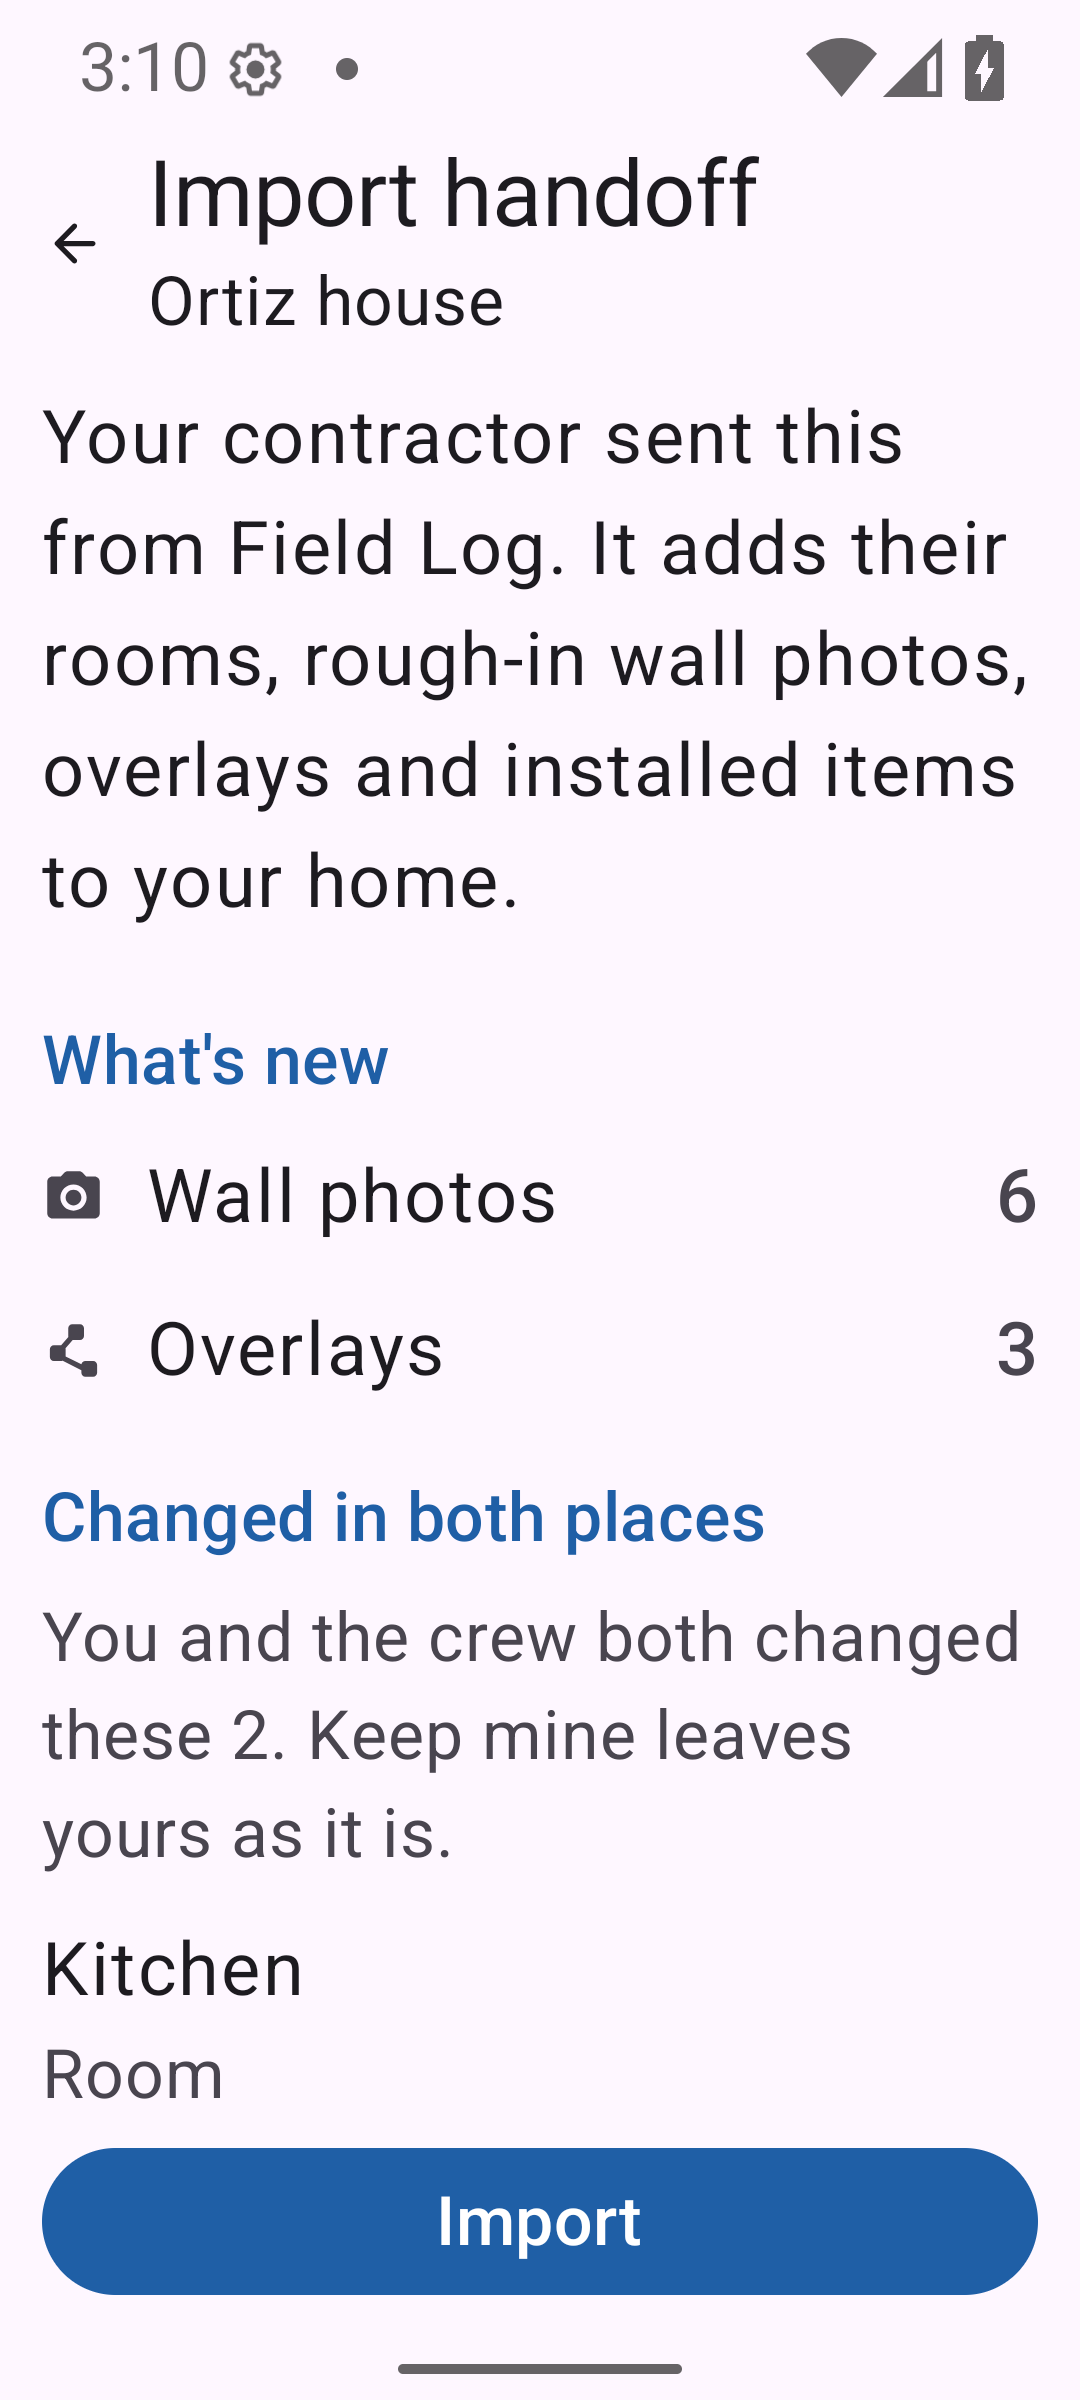 3:10
Import handoff
Ortiz house
Your contractor sent this
from Field Log. It adds their
rooms, rough-in wall photos,
overlays and installed items
to your home.
What's new
Wall photos 6
Overlays 3
Changed in both places
You and the crew both changed
these 2. Keep mine leaves
yours as it is.
Kitchen
Room
Import